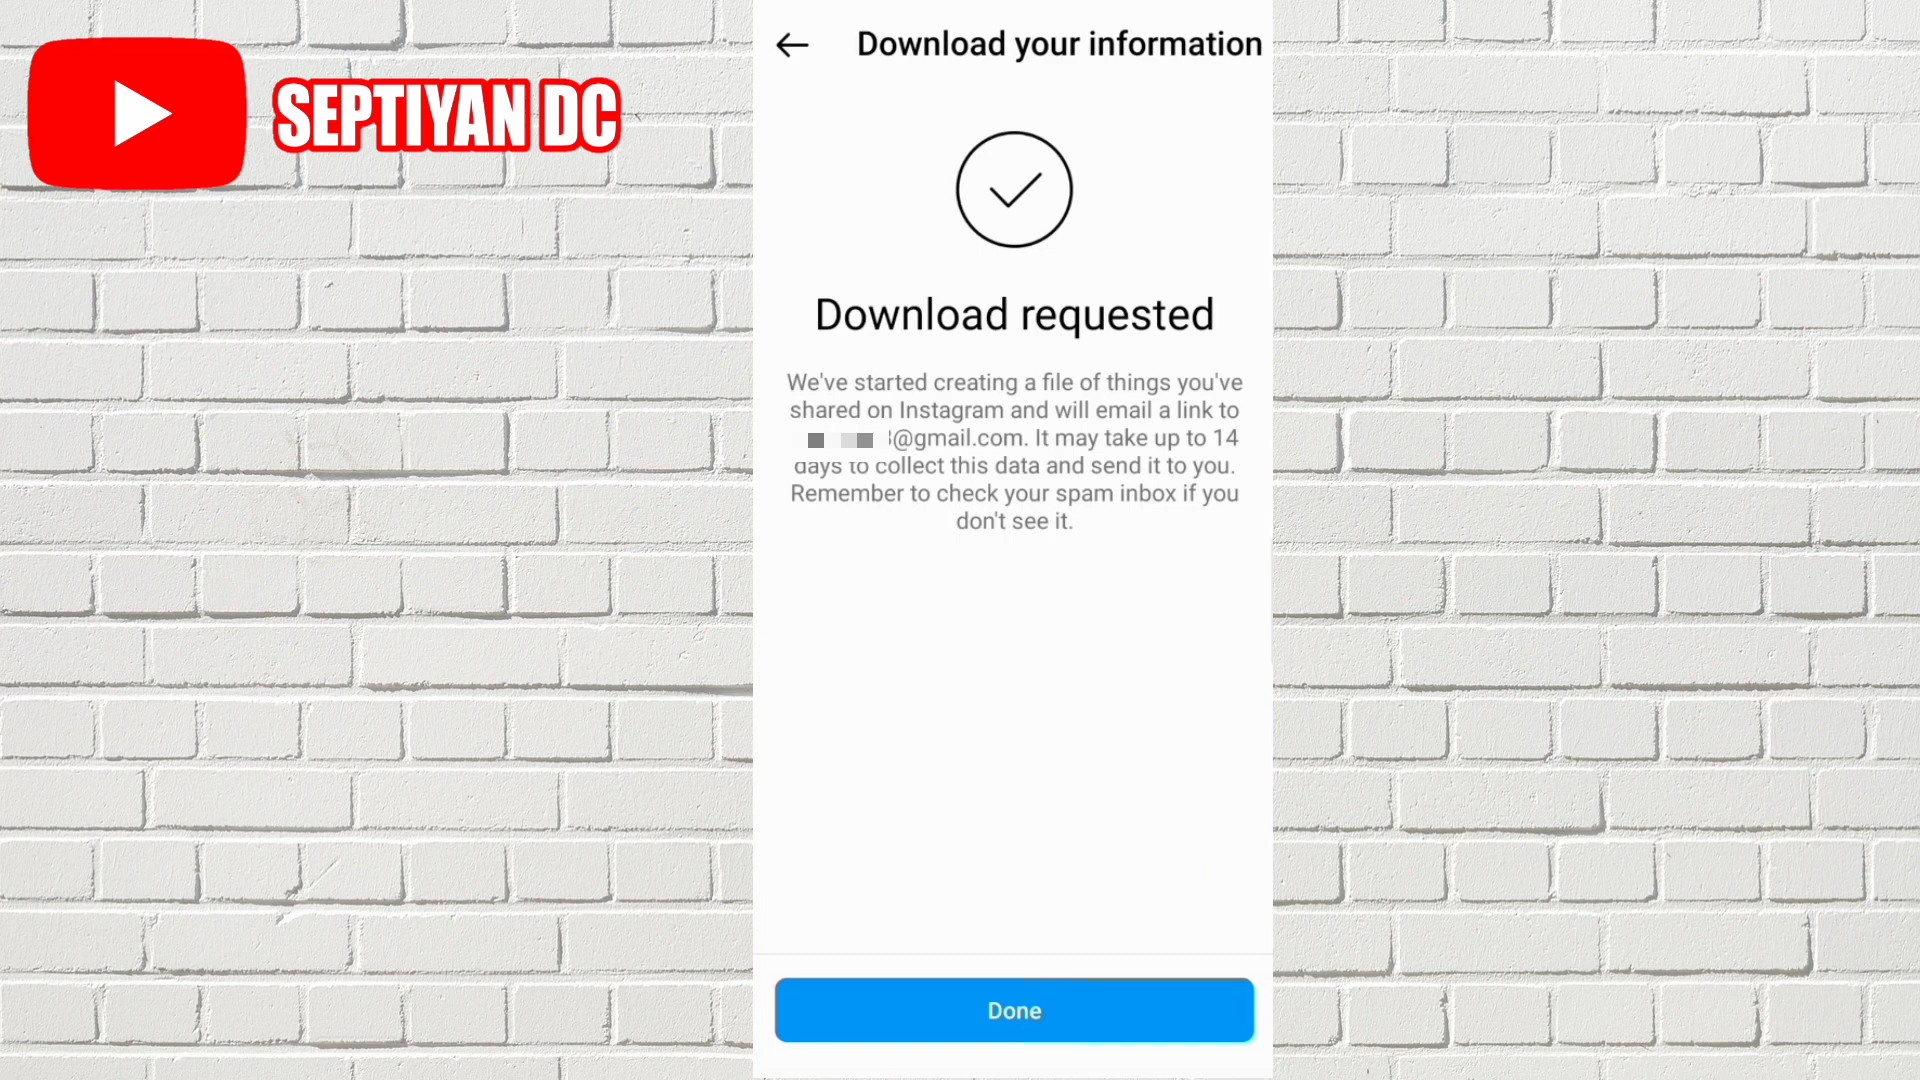 SEPTIYAN DC
Download your information
Download requested
We've started creating a file of things you've
shared on Instagram and will email a link to
@gmail.com. It may take up to 14
days to collect this data and send it to you.
Remember to check your spam inbox if you
don't see it.
Done